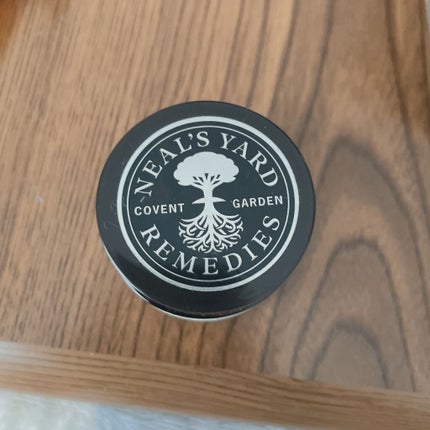 NEAL'S YARD
COVENT GARDEN
REMEDIES